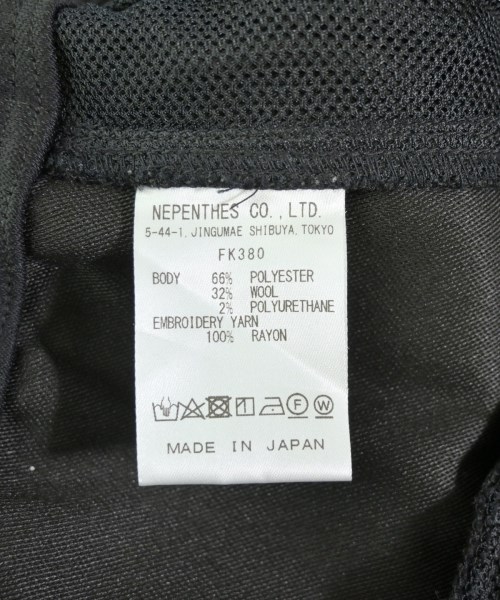 NEPENTHES CO., LTD.
5-44-1, JINGUMAE SHIBUYA, TOKYO
FK380
BODY 66% POLYESTER
32% WOOL
2% POLYURETHANE
EMBROIDERY YARN
100% RAYON
F W
MADE IN JAPAN